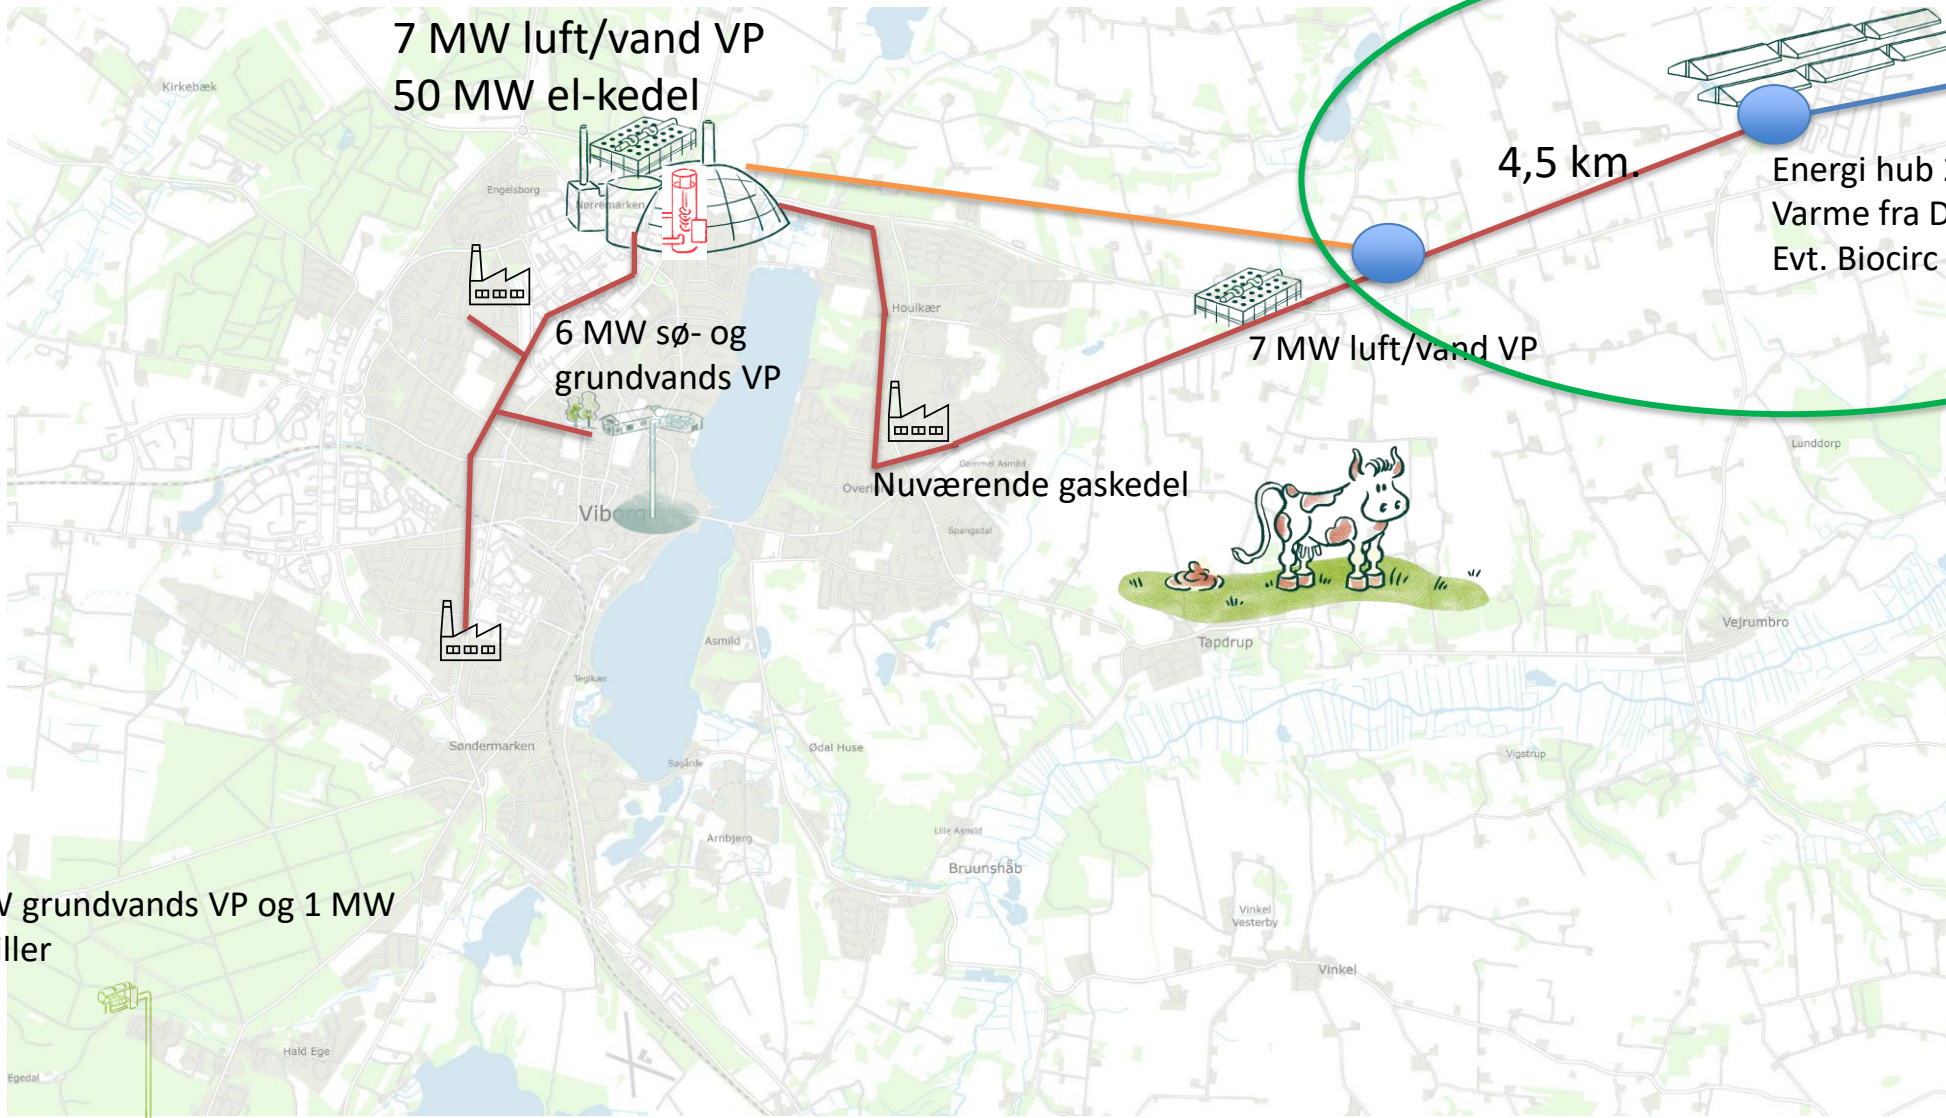 7 MW luft/vand VP
50 MW el-kedel
Kirkebæk
Engelsborg
Nørremarken
4,5 km.
Energi hub
Varme fra D
Evt. Biocirc
Houlkær
6 MW sø- og
grundvands VP
7 MW luft/vand VP
Lunddorp
Gammel Asmild
Nuværende gaskedel
Viborg
Spangsdal
Asmild
Tapdrup
Vejrumbro
Teglkær
Søndermarken
Ødal Huse
Søgårde
Vigstrup
Arnbjerg
Lille Asmild
Bruunshåb
grundvands VP og 1 MW
iller
Vinkel
Vesterby
Vinkel
Hald Ege
Egedal